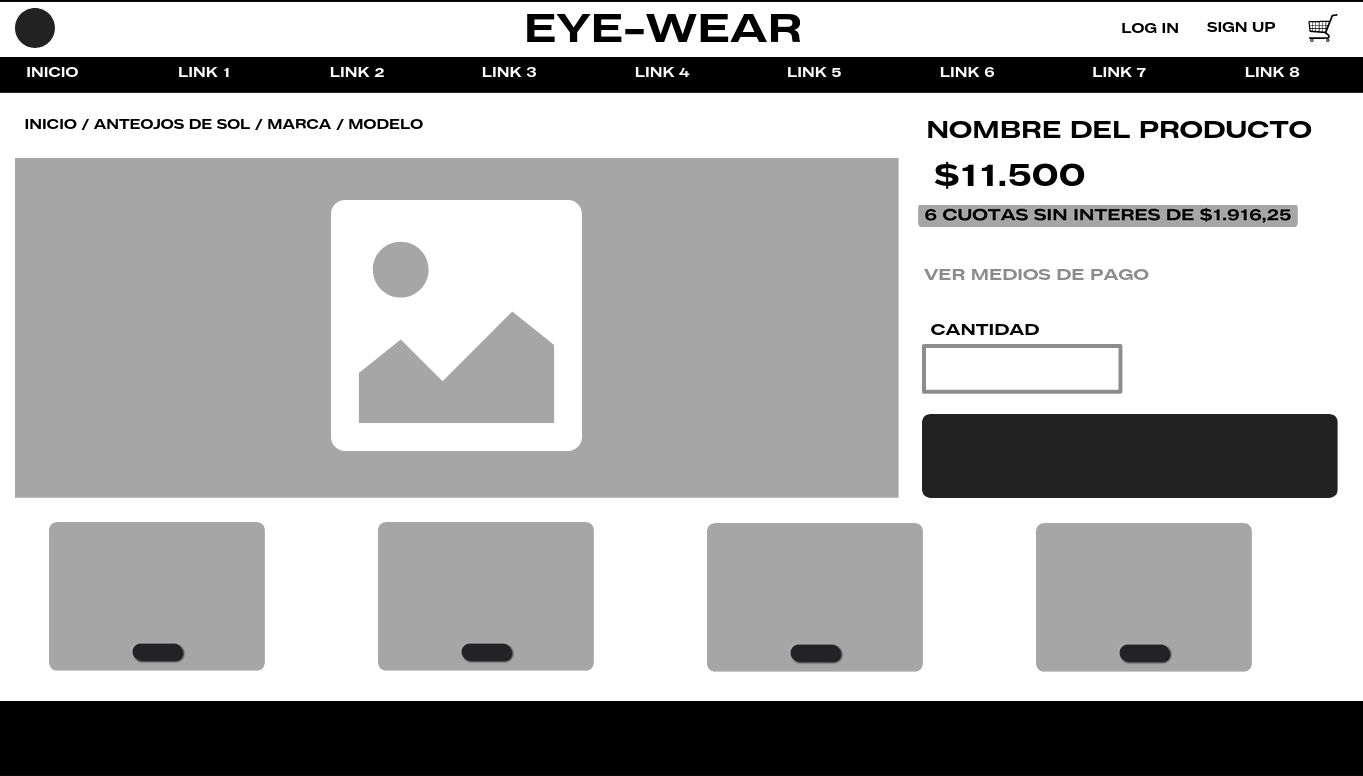 EYE-WEAR
LOG IN
SIGN UP
INICIO
LINK 1
LINK 2
LINK 3
LINK 4
LINK 5
LINK 6
LINK 7
LINK 8
INICIO / ANTEOJOS DE SOL / MARCA / MODELO
NOMBRE DEL PRODUCTO
$11.500
6 CUOTAS SIN INTERES DE $1.916,25
VER MEDIOS DE PAGO
CANTIDAD